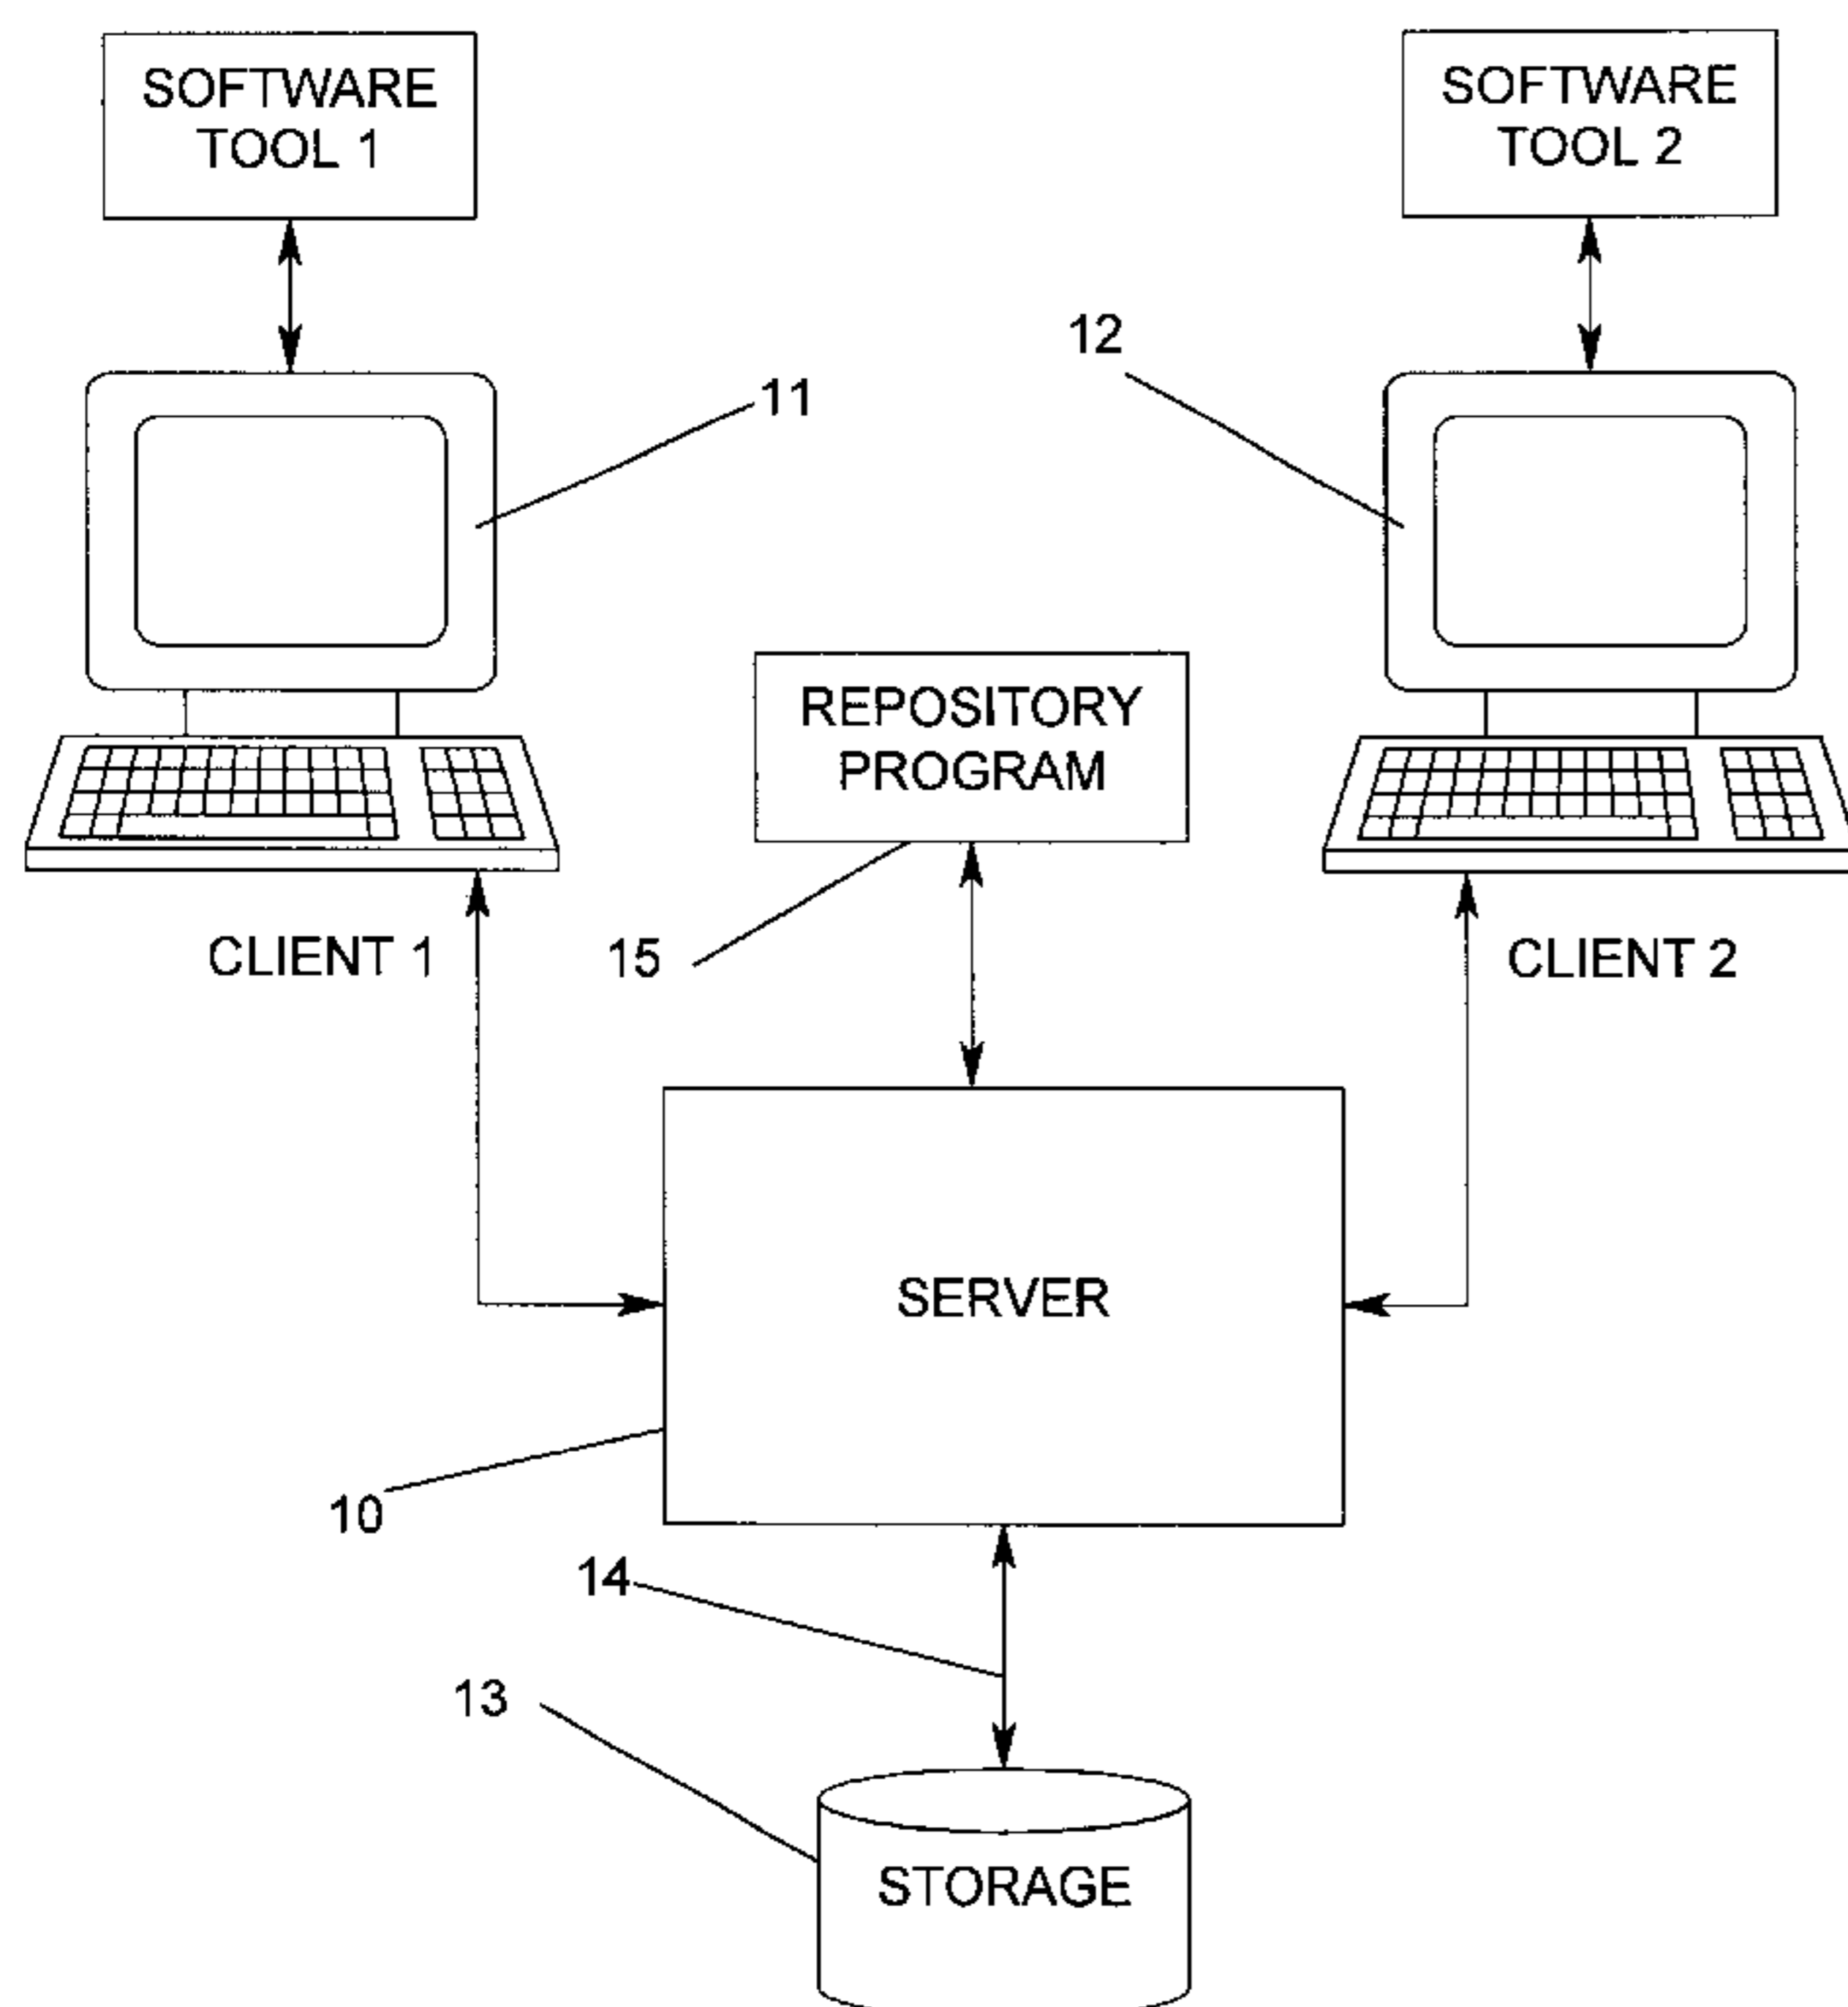 SOFTWARE
TOOL 1
SOFTWARE
TOOL 2
12
11
REPOSITORY
PROGRAM
CLIENT 1
15
CLIENT 2
SERVER
10
14
13
STORAGE